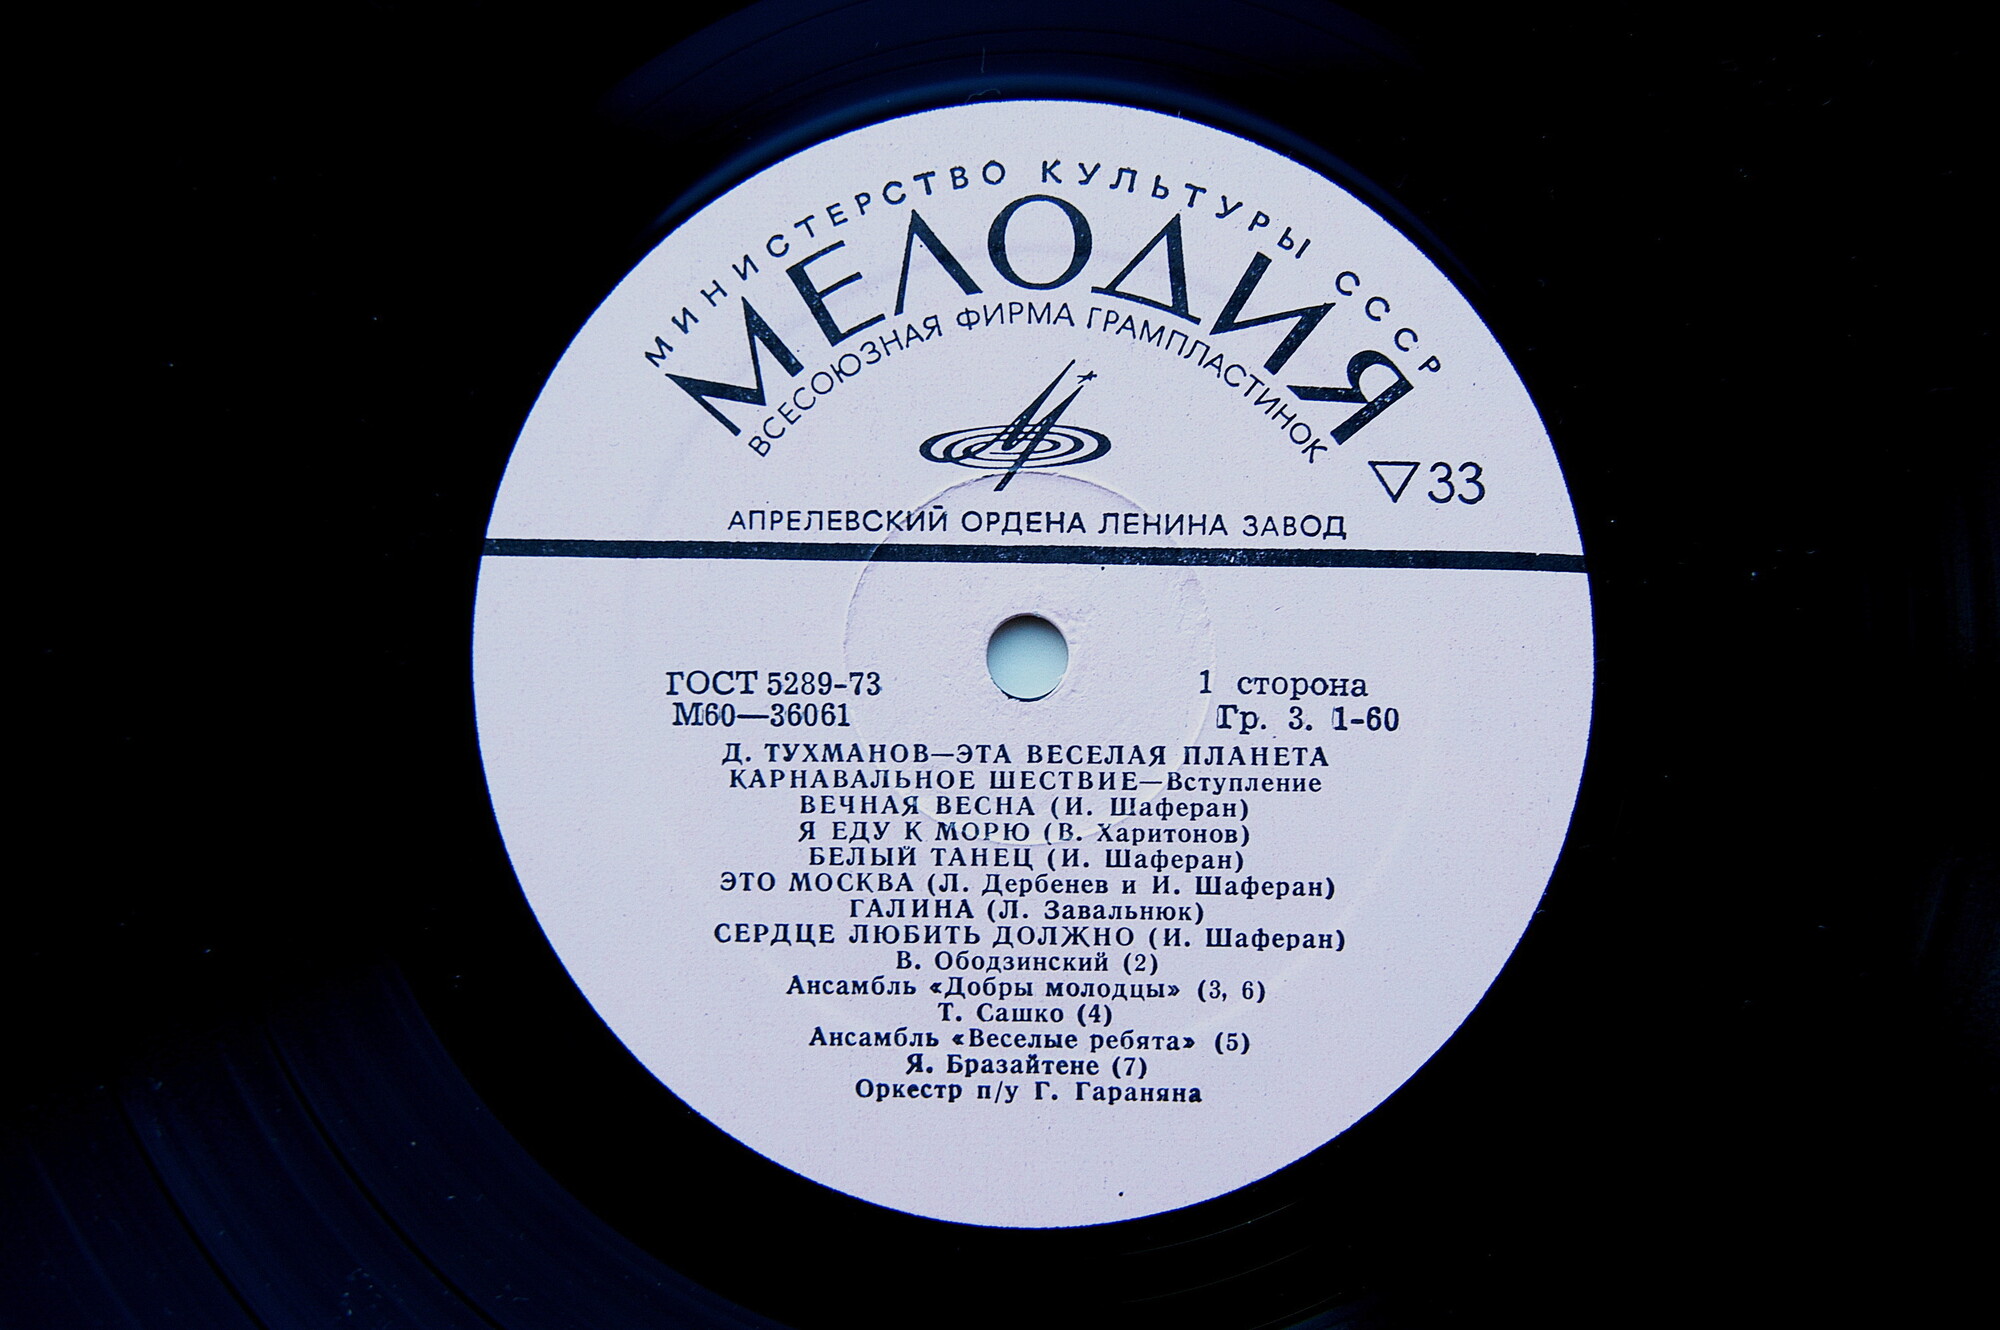 МИНИСТЕРСТВО КУЛЬТУРЫ СССР
МЕЛОДИЯ
ВСЕСОЮЗНАЯ ФИРМА ГРАМПЛАСТИНОК
33
АПРЕЛЕВСКИЙ ОРДЕНА ЛЕНИНА ЗАВОД
ГОСТ 5289-73 1 сторона
М60—36061 Гр. 3. 1-60
Д. ТУХМАНОВ—ЭТА ВЕСЕЛАЯ ПЛАНЕТА
КАРНАВАЛЬНОЕ ШЕСТВИЕ—Вступление
ВЕЧНАЯ ВЕСНА (И. Шаферан)
Я ЕДУ К МОРЮ (В. Харитонов)
БЕЛЫЙ ТАНЕЦ (И. Шаферан)
ЭТО МОСКВА (Л. Дербенев и И. Шаферан)
ГАЛИНА (Л. Завальнюк)
СЕРДЦЕ ЛЮБИТЬ ДОЛЖНО (И. Шаферан)
В. Ободзинский (2)
Ансамбль «Добры молодцы» (3, 6)
Т. Сашко (4)
Ансамбль «Веселые ребята» (5)
Я. Бразайтене (7)
Оркестр п/у Г. Гараняна